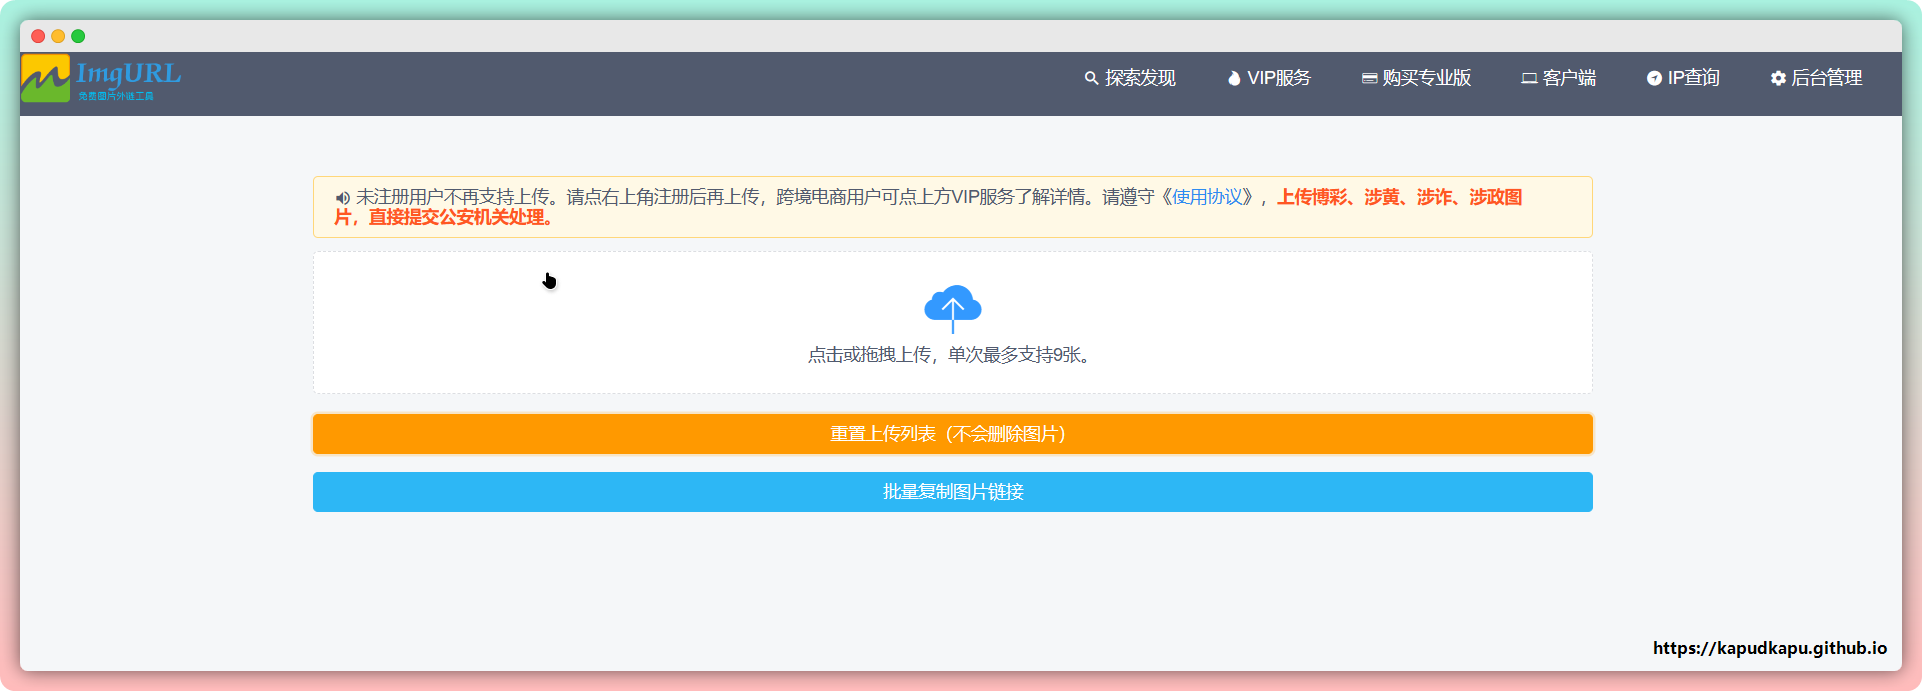 ImgURL
免费图片外链工具
探索发现
VIP服务
购买专业版
客户端
IP查询
后台管理
未注册用户不再支持上传。请点右上角注册后再上传，跨境电商用户可点上方VIP服务了解详情。请遵守《使用协议》，上传博彩、涉黄、涉诈、涉政图
片，直接提交公安机关处理。
点击或拖拽上传，单次最多支持9张。
重置上传列表（不会删除图片）
批量复制图片链接
https://kapudkapu.github.io